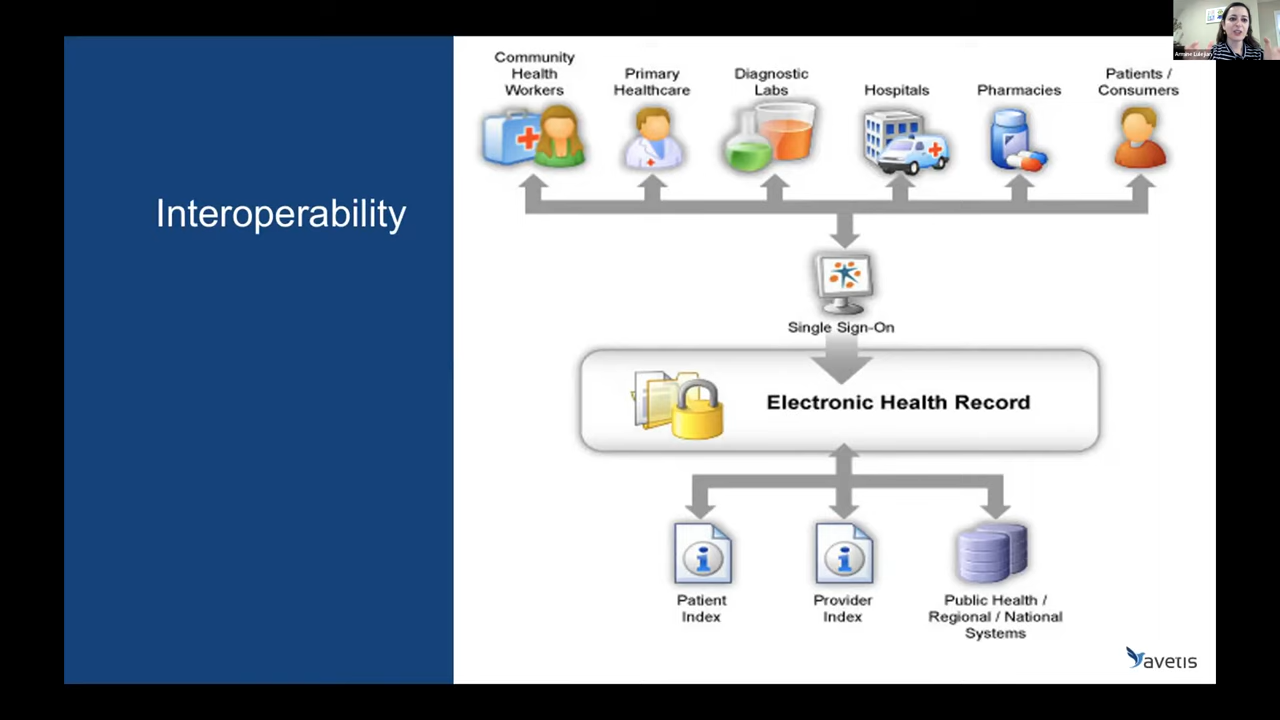 Interoperability
Community
Health
Workers
Primary
Healthcare
Diagnostic
Labs
Hospitals
Pharmacies
Patients /
Consumers
Single Sign-On
Electronic Health Record
Patient
Index
Provider
Index
Public Health /
Regional / National
Systems
avetis